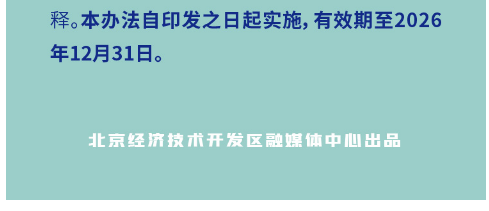 释。本办法自印发之日起实施，有效期至2026
年12月31日。
北京经济技术开发区融媒体中心出品